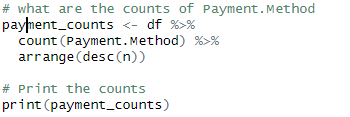 # what are the counts of Payment.Method
payment_counts <- df %>%
  count(Payment.Method) %>%
  arrange(desc(n))

# Print the counts
print(payment_counts)